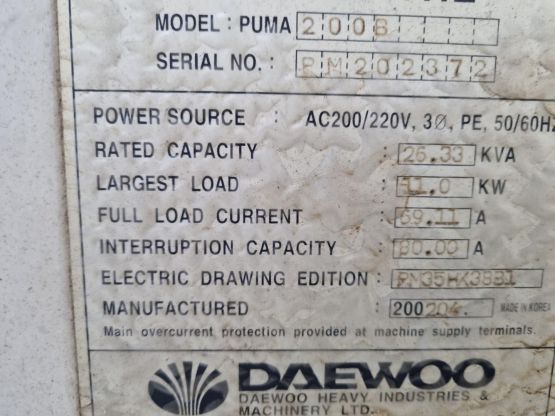 MODEL : PUMA 200B
SERIAL NO. : PM202372
POWER SOURCE : AC200/220V, 3Ø, PE, 50/60HZ
RATED CAPACITY : 26.33 KVA
LARGEST LOAD : 11.0 KW
FULL LOAD CURRENT : 69.11 A
INTERRUPTION CAPACITY : 80.00 A
ELECTRIC DRAWING EDITION : PM35HK38B1
MANUFACTURED : 200204. MADE IN KOREA
Main overcurrent protection provided at machine supply terminals.
DAEWOO
DAEWOO HEAVY INDUSTRIES &
MACHINERY LTD.